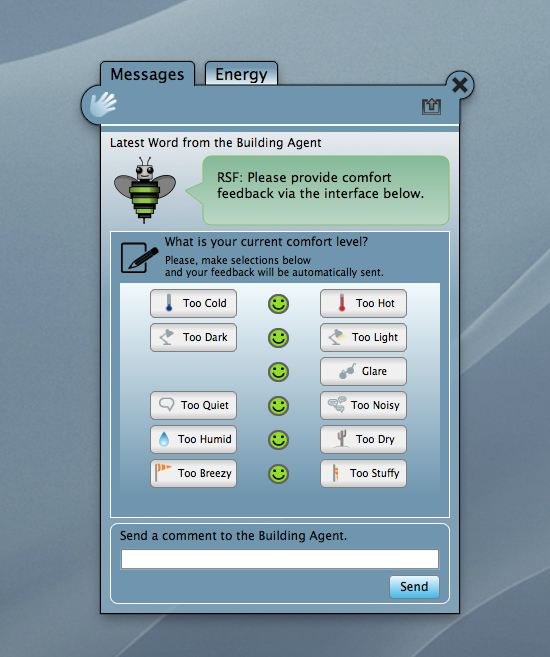 Messages
Energy
Latest Word from the Building Agent
RSF: Please provide comfort
feedback via the interface below.
What is your current comfort level?
Please, make selections below
and your feedback will be automatically sent.
Too Cold
Too Hot
Too Dark
Too Light
Glare
Too Quiet
Too Noisy
Too Humid
Too Dry
Too Breezy
Too Stuffy
Send a comment to the Building Agent.
Send